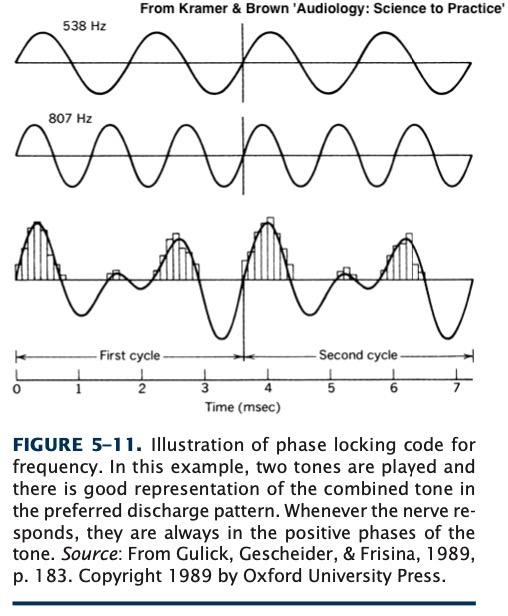 From Kramer & Brown 'Audiology: Science to Practice'
538 Hz
807 Hz
First cycle
Second cycle
0 1 2 3 4 5 6 7
Time (msec)
FIGURE 5–11. Illustration of phase locking code for
frequency. In this example, two tones are played and
there is good representation of the combined tone in
the preferred discharge pattern. Whenever the nerve re-
sponds, they are always in the positive phases of the
tone. Source: From Gulick, Gescheider, & Frisina, 1989,
p. 183. Copyright 1989 by Oxford University Press.